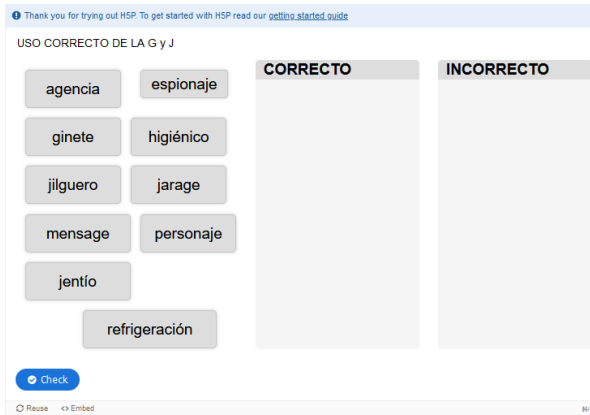 Thank you for trying out H5P. To get started with H5P read our getting started guide
USO CORRECTO DE LA G y J
CORRECTO INCORRECTO
agencia espionaje
ginete higiénico
jilguero jarage
mensage personaje
jentío
refrigeración
Check
Reuse <> Embed